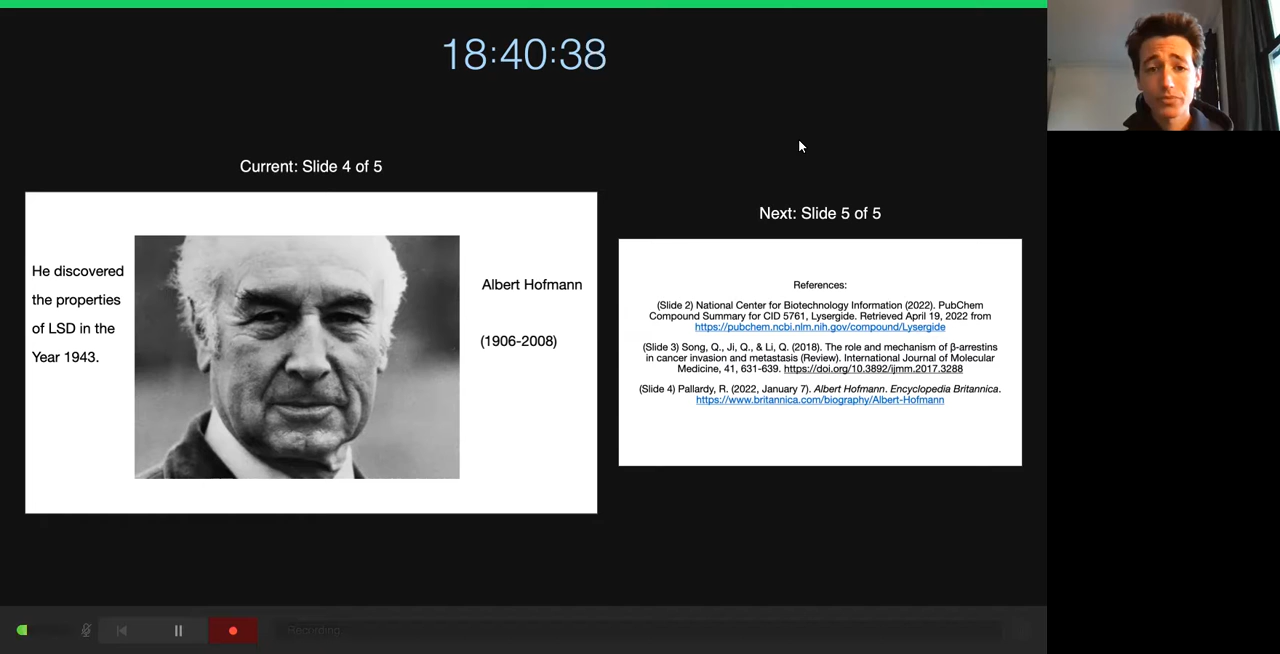 18:40:38
Current: Slide 4 of 5
He discovered
the properties
of LSD in the
Year 1943.
Albert Hofmann
(1906-2008)
Next: Slide 5 of 5
References:
(Slide 2) National Center for Biotechnology Information (2022). PubChem
Compound Summary for CID 5761, Lysergide. Retrieved April 19, 2022 from
https://pubchem.ncbi.nlm.nih.gov/compound/Lysergide
(Slide 3) Song, Q., Ji, Q., & Li, Q. (2018). The role and mechanism of β-arrestins
in cancer invasion and metastasis (Review). International Journal of Molecular
Medicine, 41, 631-639. https://doi.org/10.3892/ijmm.2017.3288
(Slide 4) Pallardy, R. (2022, January 7). Albert Hofmann. Encyclopedia Britannica.
https://www.britannica.com/biography/Albert-Hofmann
Recording